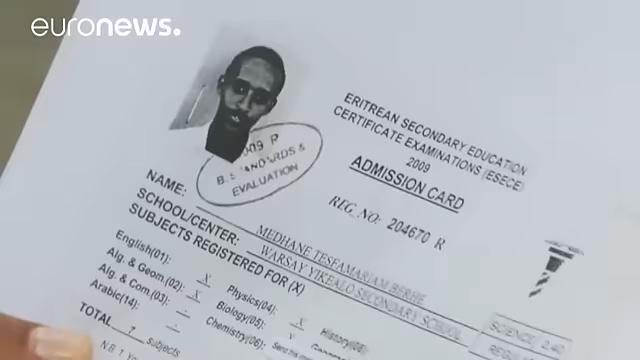 euronews.
ERITREAN SECONDARY EDUCATION
CERTIFICATE EXAMINATIONS (ESECE)
2009
ADMISSION CARD
REG. NO: 204670 R
EVALUATION
NAME: MEDHANE TESFAMARIAM BERHE
SCHOOL/CENTER: WARSAY YIKEALO SECONDARY SCHOOL
SUBJECTS REGISTERED FOR (X)
English(01): X
Alg. & Geom.(02): X
Alg. & Com.(03): -
Arabic(14): -
Physics(04): X
Biology(05):
Chemistry(06):
TOTAL 7 subjects
SCIENCE